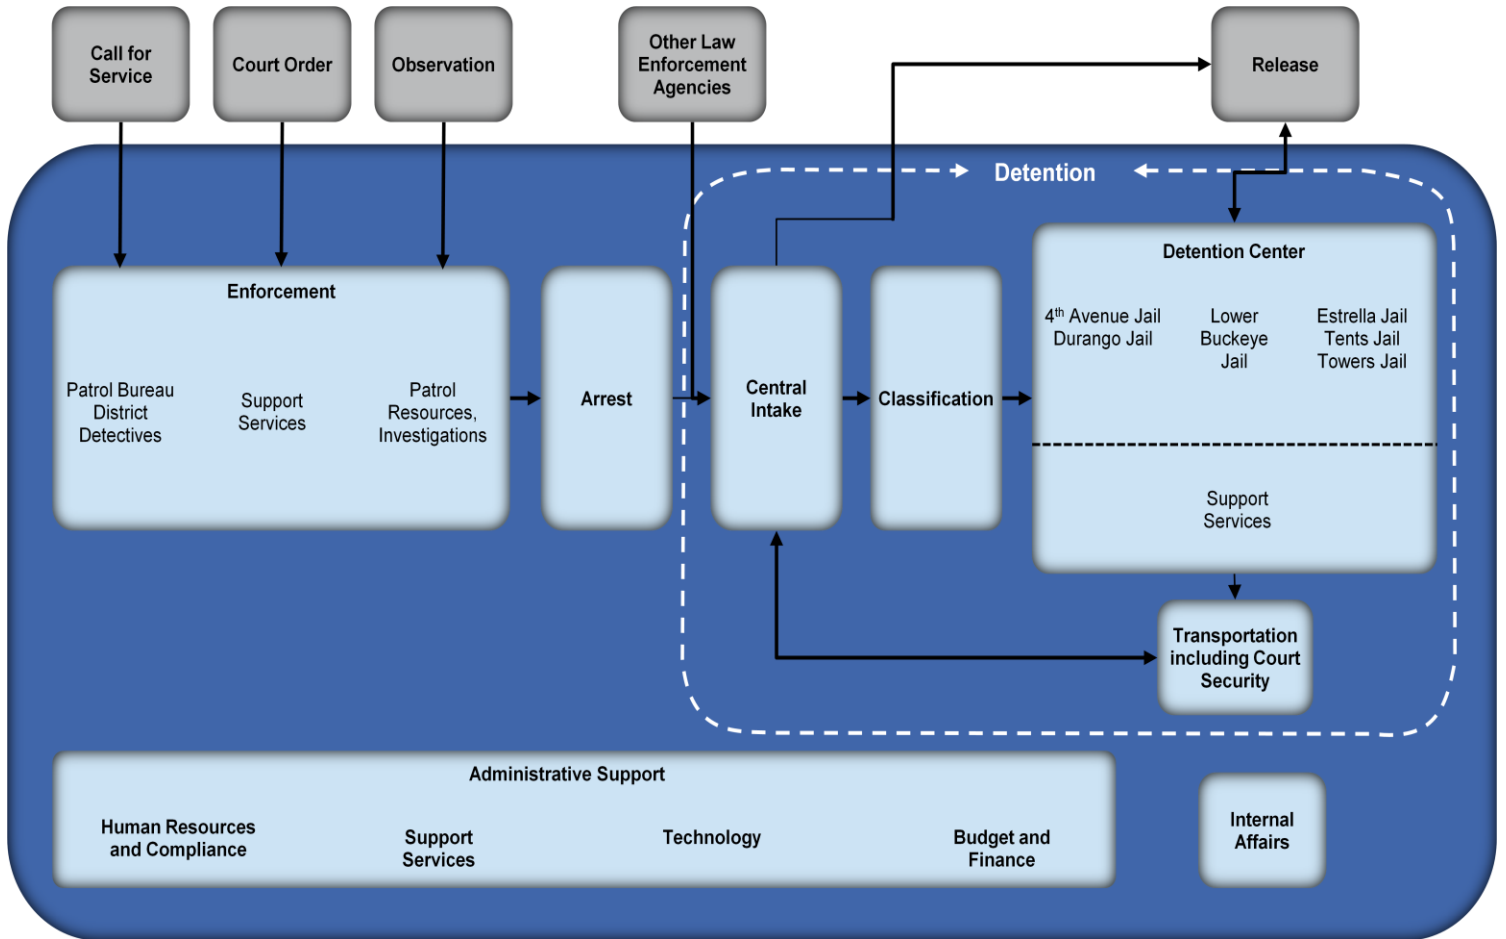 Call for
Service
Court Order
Observation
Other Law
Enforcement
Agencies
Release
Detention
Enforcement
Patrol Bureau
District
Detectives
Support
Services
Patrol
Resources,
Investigations
Arrest
Central
Intake
Classification
Detention Center
4th Avenue Jail
Durango Jail
Lower
Buckeye
Jail
Estrella Jail
Tents Jail
Towers Jail
Support
Services
Transportation
including Court
Security
Administrative Support
Human Resources
and Compliance
Support
Services
Technology
Budget and
Finance
Internal
Affairs